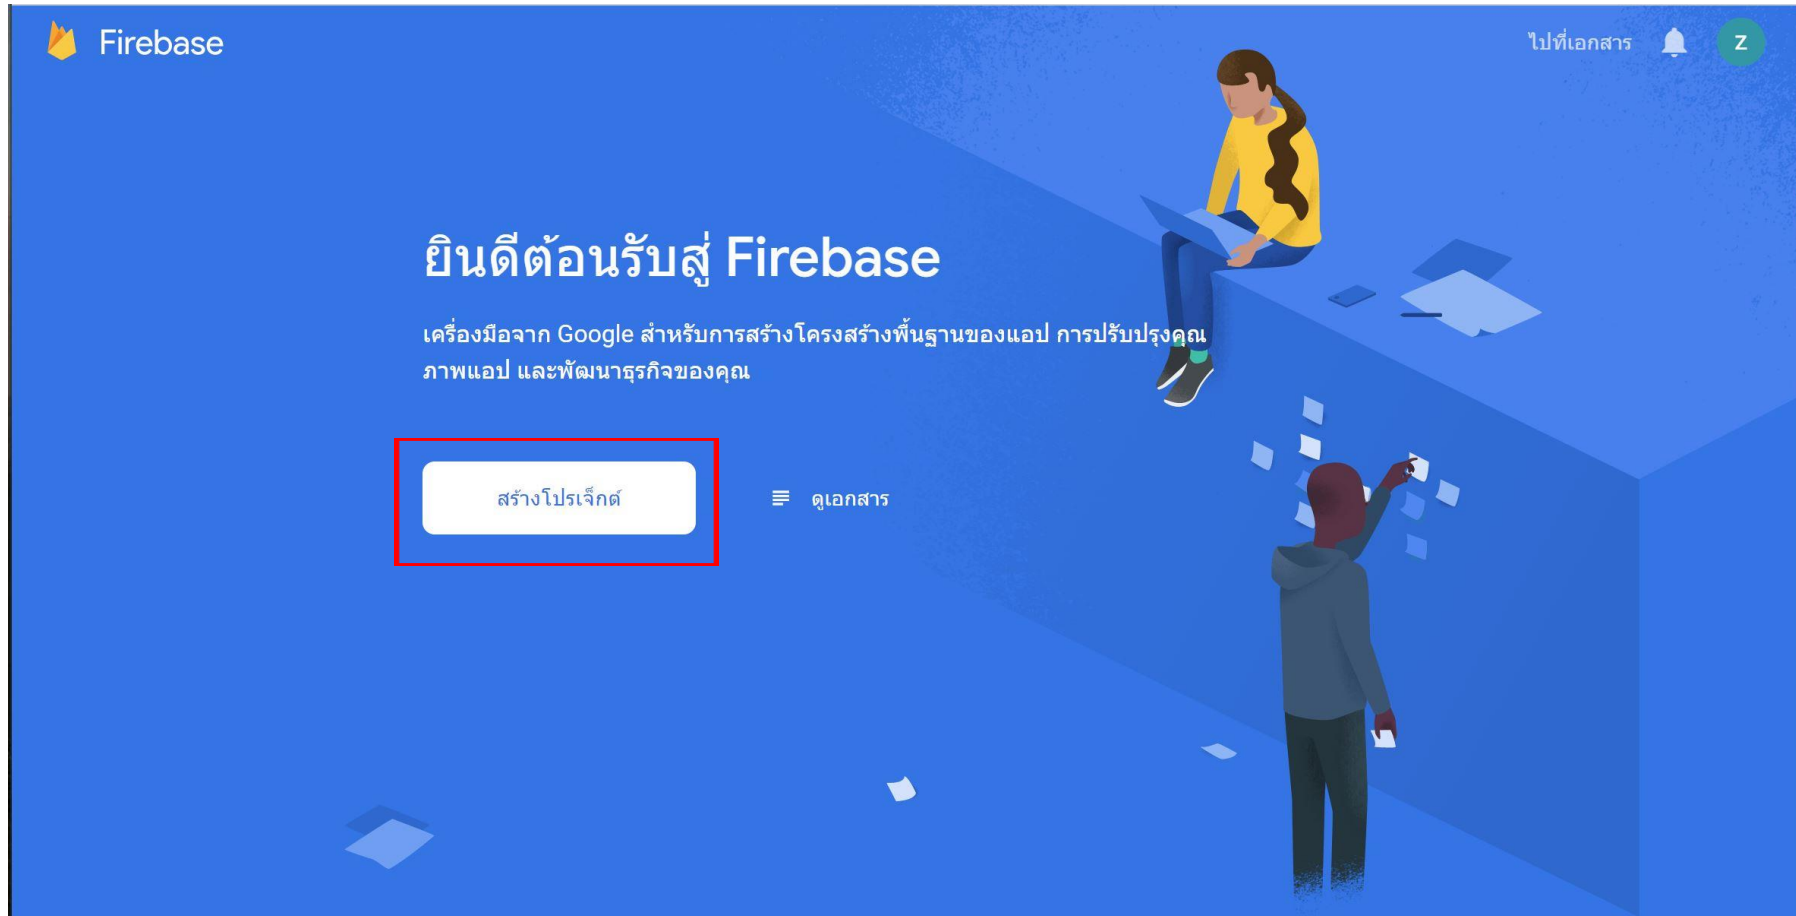 Firebase
ไปที่เอกสาร
Z
ยินดีต้อนรับสู่ Firebase
เครื่องมือจาก Google สำหรับการสร้างโครงสร้างพื้นฐานของแอป การปรับปรุงคุณ
ภาพแอป และพัฒนาธุรกิจของคุณ
สร้างโปรเจ็กต์
ดูเอกสาร